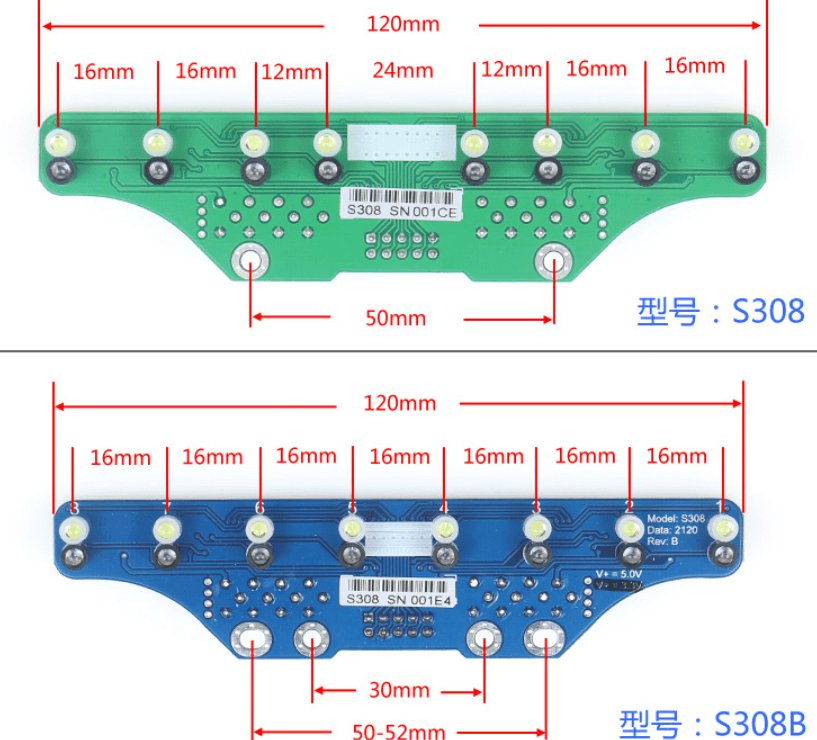 120mm
16mm 16mm 12mm 24mm 12mm 16mm 16mm
S308 SN 001CE
50mm
型号：S308
120mm
16mm 16mm 16mm 16mm 16mm 16mm 16mm
8 7 6 5 4 3 2 1
Model: S308
Data: 2120
Rev: B
V+ = 5.0V
V+ = 3.3V
S308 SN 001E4
30mm
50-52mm
型号：S308B